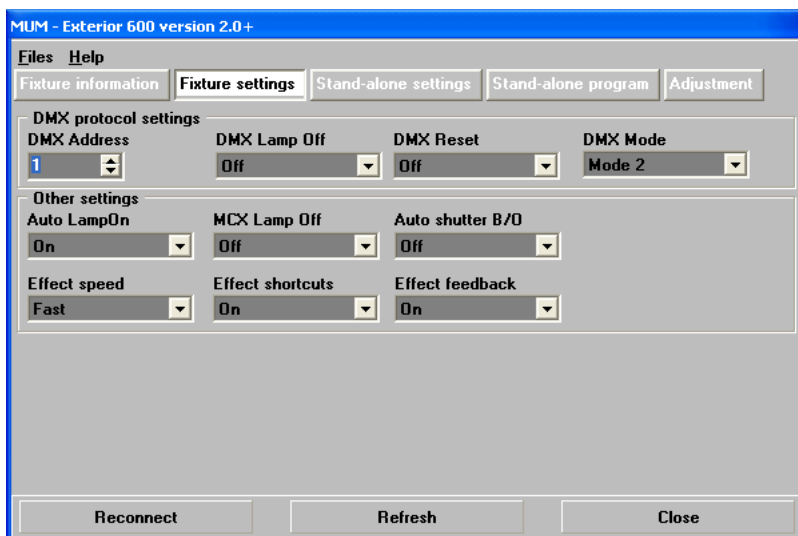 MUM - Exterior 600 version 2.0+
Files Help
Fixture information Fixture settings Stand-alone settings Stand-alone program Adjustment
DMX protocol settings
DMX Address DMX Lamp Off DMX Reset DMX Mode
1 Off Off Mode 2
Other settings
Auto LampOn MCX Lamp Off Auto shutter B/O
On Off Off
Effect speed Effect shortcuts Effect feedback
Fast On On
Reconnect Refresh Close